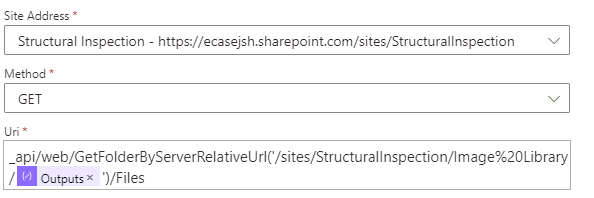 Site Address *
Structural Inspection - https://ecasejsh.sharepoint.com/sites/StructuralInspection
Method *
GET
Uri *
_api/web/GetFolderByServerRelativeUrl('/sites/StructuralInspection/Image%20Library
/ Outputs × ')/Files